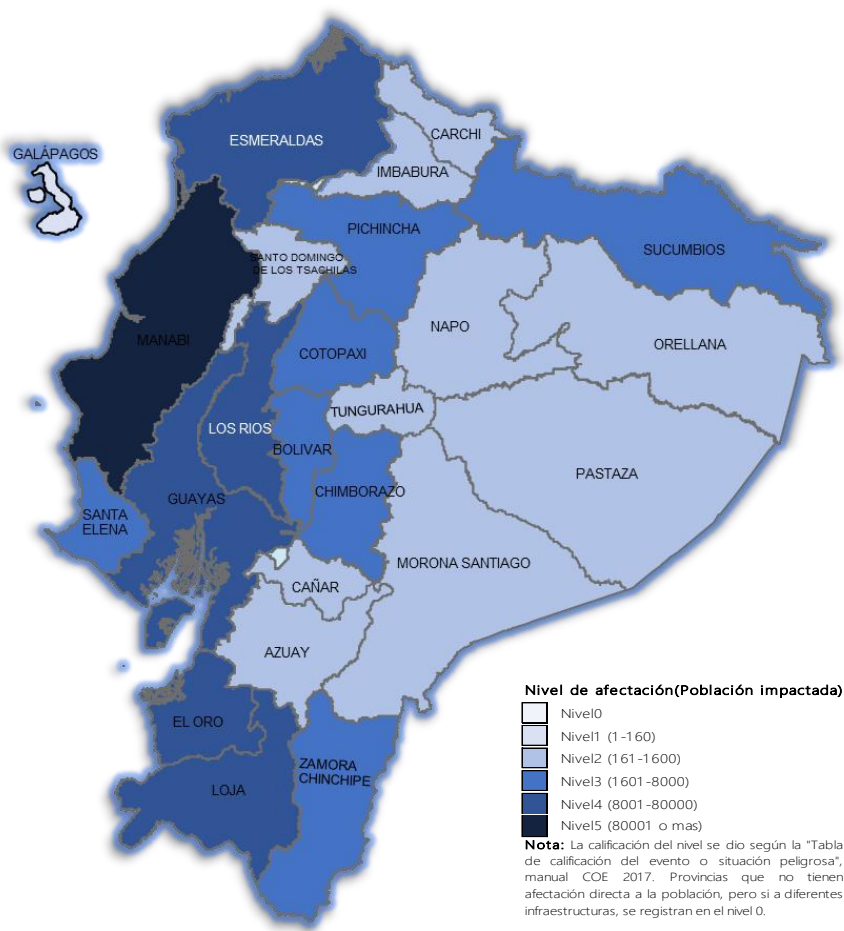 GALÁPAGOS
ESMERALDAS
CARCHI
IMBABURA
PICHINCHA
SUCUMBIOS
SANTO DOMINGO
DE LOS TSACHILAS
NAPO
ORELLANA
MANABI
COTOPAXI
TUNGURAHUA
LOS RIOS
BOLIVAR
PASTAZA
CHIMBORAZO
GUAYAS
SANTA
ELENA
MORONA SANTIAGO
CAÑAR
AZUAY
EL ORO
ZAMORA
CHINCHIPE
LOJA
Nivel de afectación(Población impactada)
Nivel0
Nivel1 (1-160)
Nivel2 (161-1600)
Nivel3 (1601-8000)
Nivel4 (8001-80000)
Nivel5 (80001 o mas)
Nota: La calificación del nivel se dio según la "Tabla
de calificación del evento o situación peligrosa",
manual COE 2017. Provincias que no tienen
afectación directa a la población, pero si a diferentes
infraestructuras, se registran en el nivel 0.